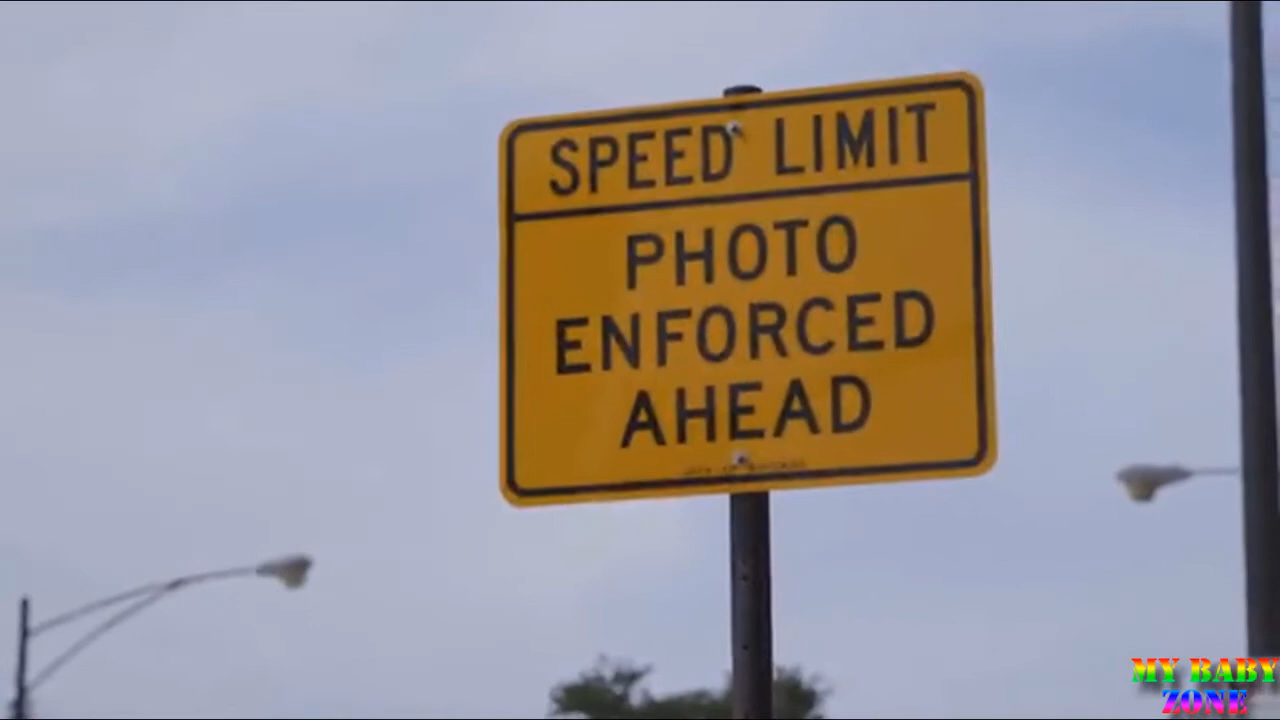 SPEED LIMIT
PHOTO
ENFORCED
AHEAD
MY BABY
ZONE